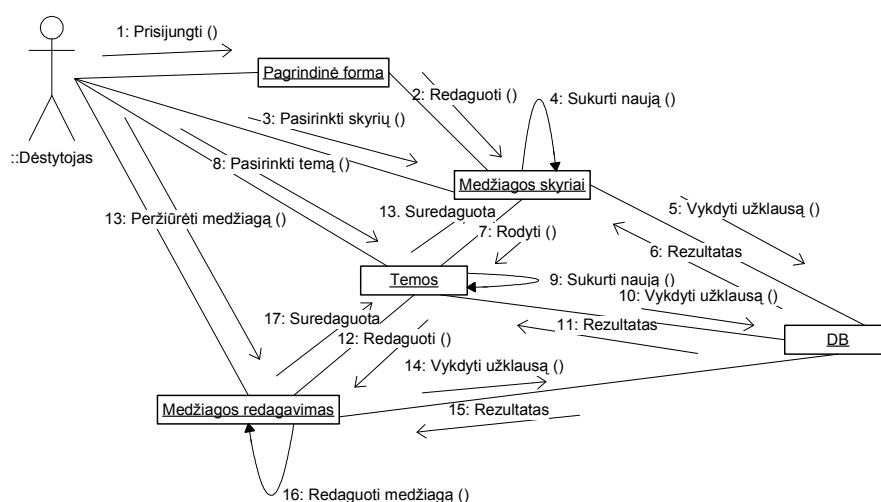 1: Prisijungti ()
Pagrindinė forma
2: Redaguoti ()
4: Sukurti naują ()
3: Pasirinkti skyrių ()
::Dėstytojas
8: Pasirinkti temą ()
Medžiagos skyriai
13: Peržiūrėti medžiagą ()
13. Suredaguota
5: Vykdyti užklausą ()
7: Rodyti ()
6: Rezultatas
Temos
9: Sukurti naują ()
10: Vykdyti užklausą ()
17: Suredaguota
11: Rezultatas
12: Redaguoti ()
DB
14: Vykdyti užklausą ()
Medžiagos redagavimas
15: Rezultatas
16: Redaguoti medžiagą ()